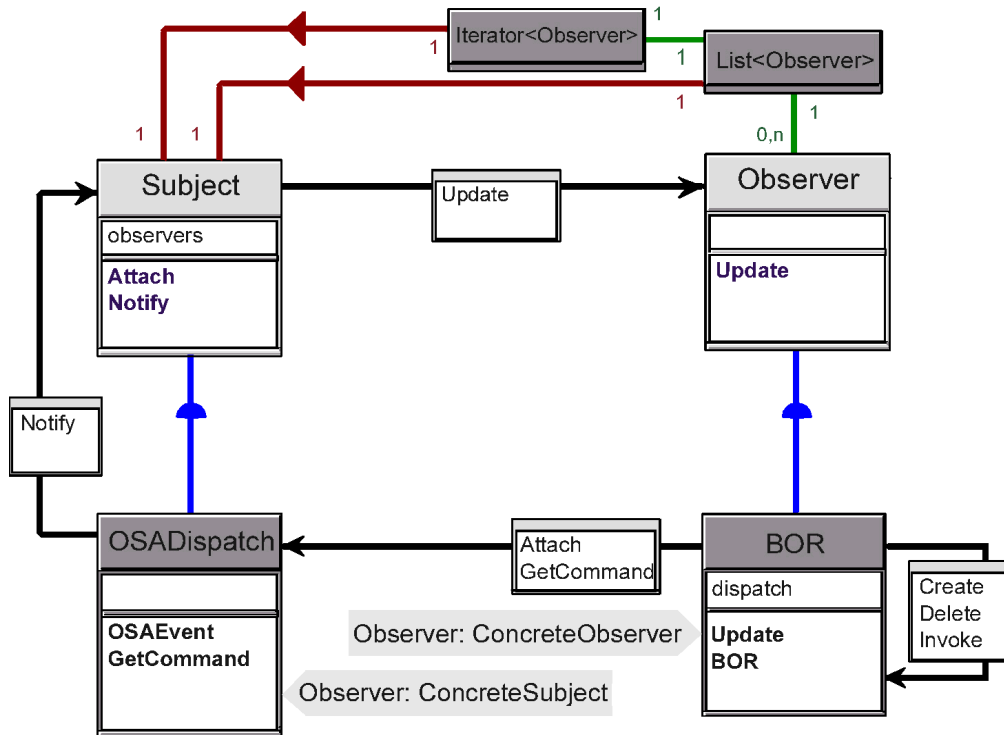 1
Iterator<Observer>
1
1
List<Observer>
1
1
0,n
1
1
Subject
Update
Observer
observers
Attach
Notify
Update
Notify
OSADispatch
Attach
GetCommand
BOR
dispatch
Create
Delete
Invoke
OSAEvent
GetCommand
Observer: ConcreteObserver
Update
BOR
Observer: ConcreteSubject